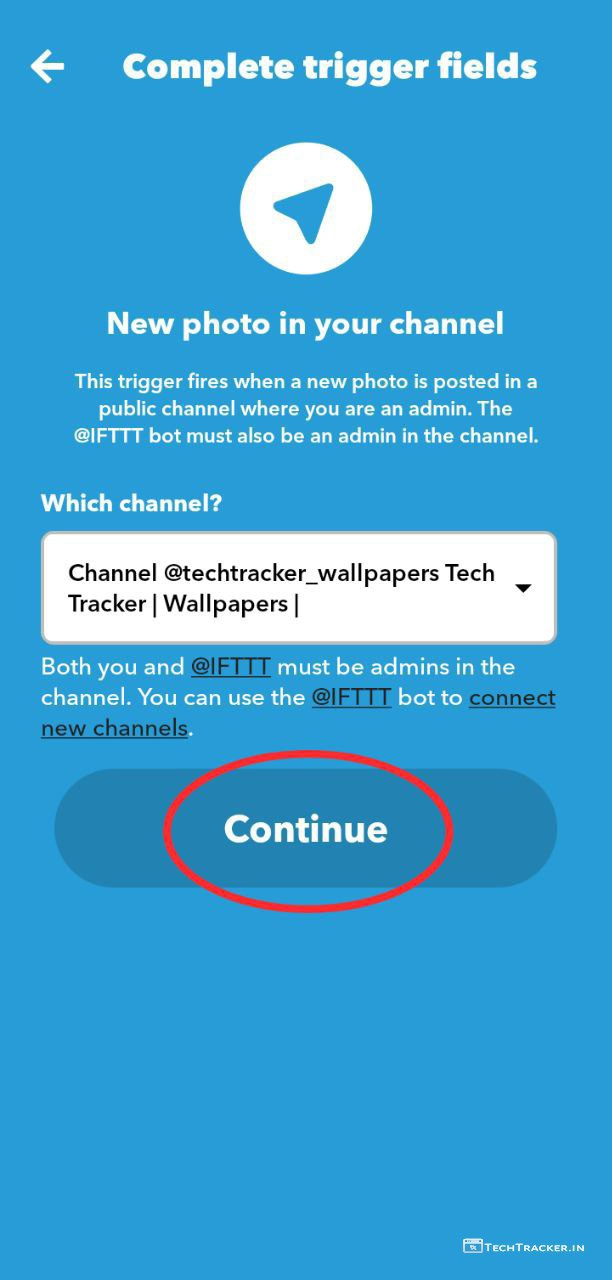 Complete trigger fields
New photo in your channel
This trigger fires when a new photo is posted in a
public channel where you are an admin. The
@IFTTT bot must also be an admin in the channel.
Which channel?
Channel @techtracker_wallpapers Tech
Tracker | Wallpapers |
Both you and @IFTTT must be admins in the
channel. You can use the @IFTTT bot to connect
new channels.
Continue
TECHTRACKER.IN